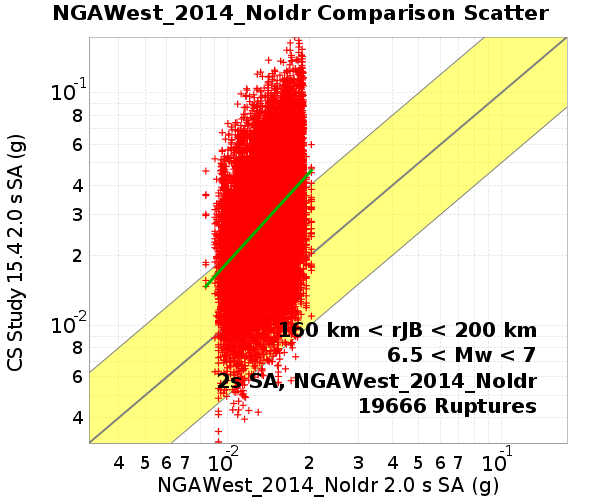 NGAWest_2014_NoIdr Comparison Scatter
CS Study 15.4 2.0 s SA (g)
10-1
8
6
4
3
2
10-2
8
6
4
160 km < rJB < 200 km
6.5 < Mw < 7
2s SA, NGAWest_2014_NoIdr
19666 Ruptures
4 5 6 7 10-2 2 3 4 5 6 7 10-1
NGAWest_2014_NoIdr 2.0 s SA (g)